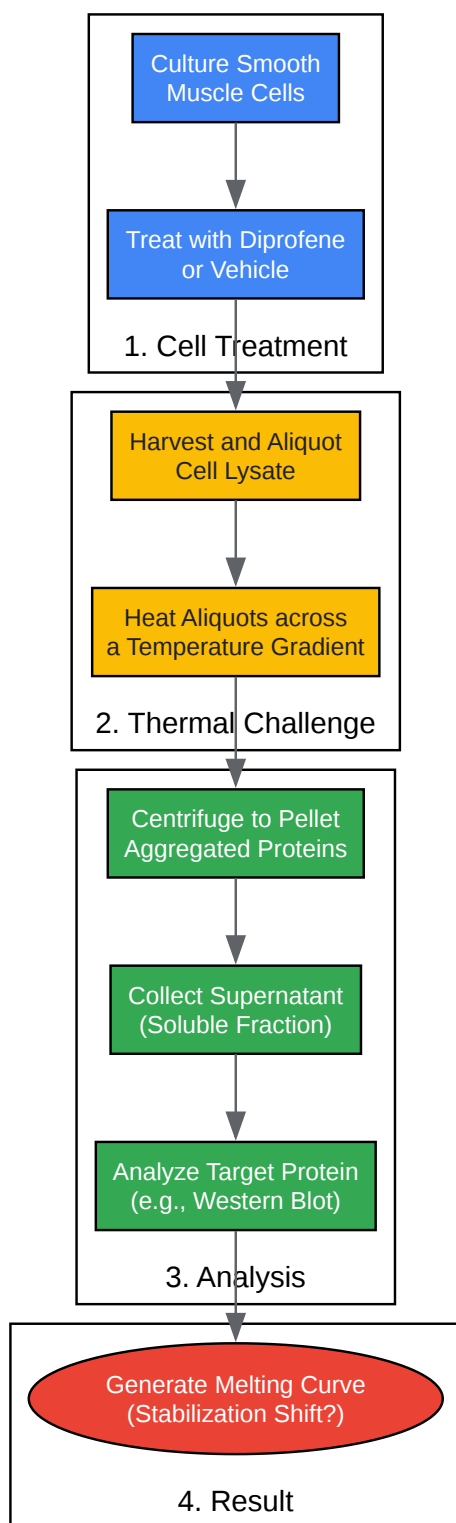 Culture Smooth
Muscle Cells
Treat with Diprofene
or Vehicle
1. Cell Treatment
Harvest and Aliquot
Cell Lysate
Heat Aliquots across
a Temperature Gradient
2. Thermal Challenge
Centrifuge to Pellet
Aggregated Proteins
Collect Supernatant
(Soluble Fraction)
Analyze Target Protein
(e.g., Western Blot)
3. Analysis
Generate Melting Curve
(Stabilization Shift?)
4. Result